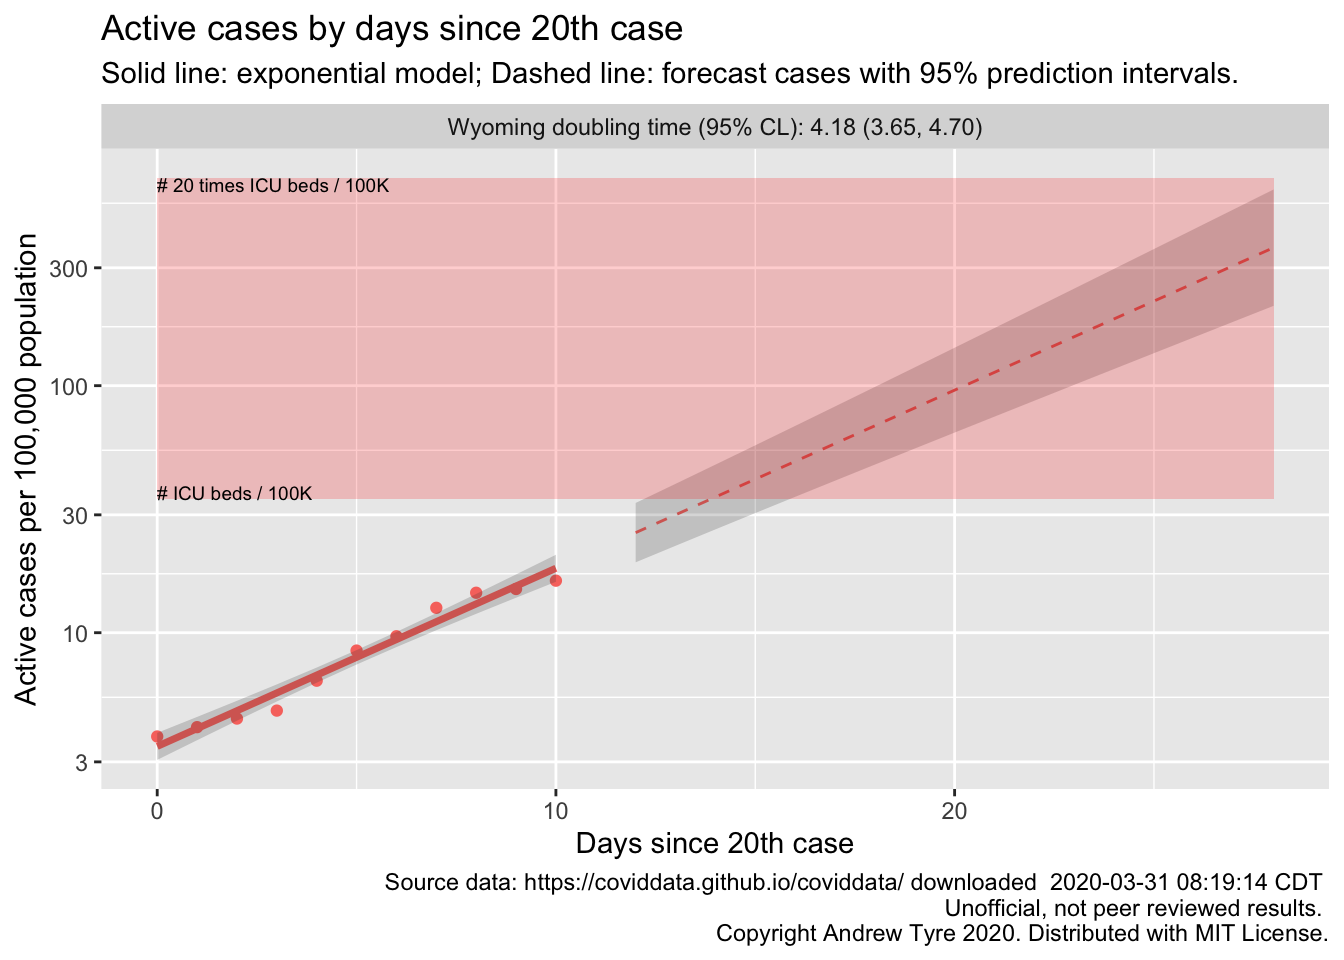 Active cases by days since 20th case
Solid line: exponential model; Dashed line: forecast cases with 95% prediction intervals.
Wyoming doubling time (95% CL): 4.18 (3.65, 4.70)
# 20 times ICU beds / 100K
# ICU beds / 100K
Active cases per 100,000 population
300
100
30
10
3
0
10
20
Days since 20th case
Source data: https://coviddata.github.io/coviddata/ downloaded  2020-03-31 08:19:14 CDT
Unofficial, not peer reviewed results.
Copyright Andrew Tyre 2020. Distributed with MIT License.